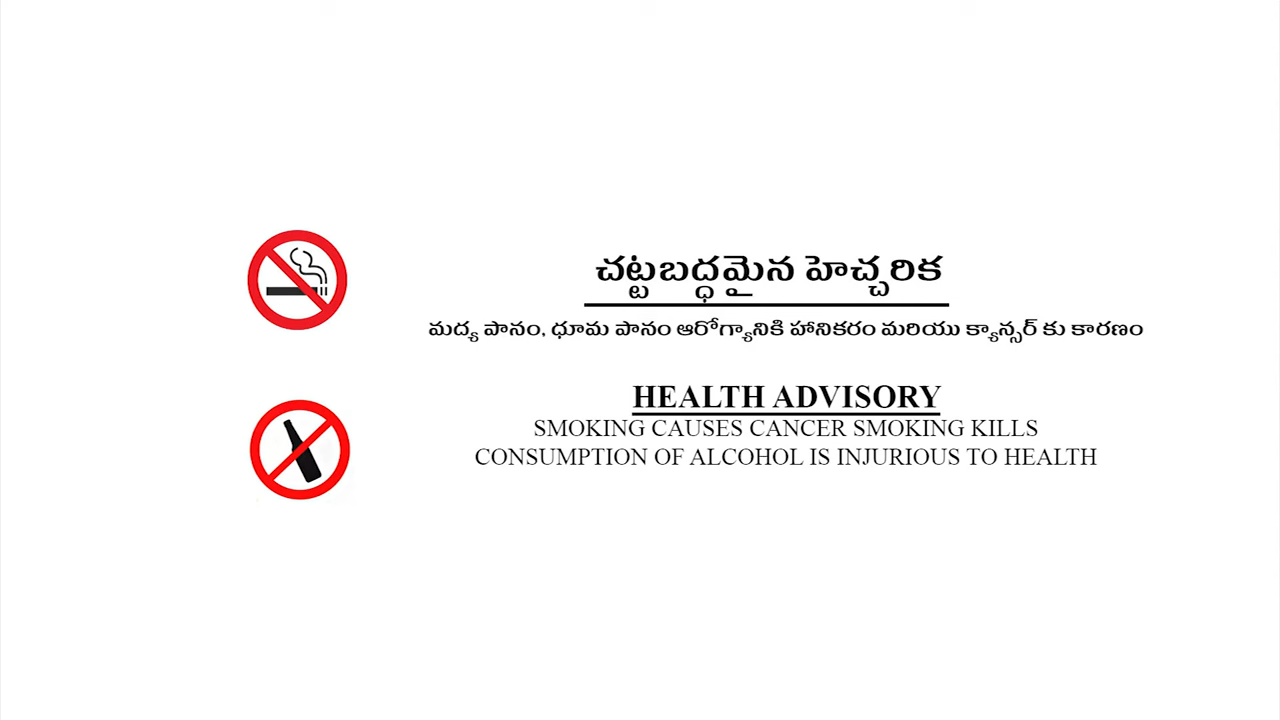 చట్టబద్ధమైన హెచ్చరిక
మద్య పానం, ధూమ పానం ఆరోగ్యానికి హానికరం మరియు క్యాన్సర్ కు కారణం
HEALTH ADVISORY
SMOKING CAUSES CANCER SMOKING KILLS
CONSUMPTION OF ALCOHOL IS INJURIOUS TO HEALTH